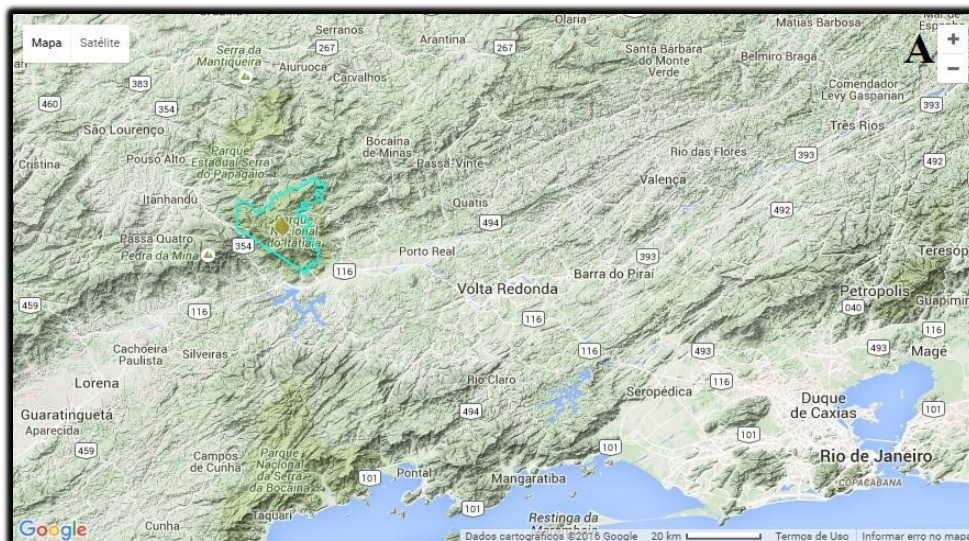 Mapa Satélite
A
+
−
Serranos
Olaria
Matias Barbosa
Arantina
267
267
Serra da
Mantiqueira
Aiuruoca
Carvalhos
Santa Bárbara
do Monte
Verde
Belmiro Braga
383
460
354
Comendador
Levy Gasparian
393
São Lourenço
Três Rios
Bocaina
de-Minas
Cristina
Pouso Alto
Parque
Estadual Serra
do Papagaio
Passa-Vinte
Rio das Flores
393
492
Valença
Itanhandú
Quatis
494
492
Parque
Nacional
do Itatiaia
Passa Quatro
354
Pedra da Mina
Porto Real
393
116
Barra do Piraí
Volta Redonda
Petrópolis
Teresóp
Guapimir
459
116
040
116
116
Cachoeira
Paulista
Silveiras
116
493
493
Magé
Lorena
Rio Claro
Seropédica
116
Duque
de Caxias
Guaratinguetá
Aparecida
494
101
101
101
459
101
Rio de Janeiro
Campos
de Cunha
Parque
Nacional
da Serra
da Bocaina
101
Pontal
Mangaratiba
COPACABANA
101
Taquari
Cunha
Restinga da
Google
Dados cartográficos ©2016 Google 20 km Termos de Uso Informar erro no mapa